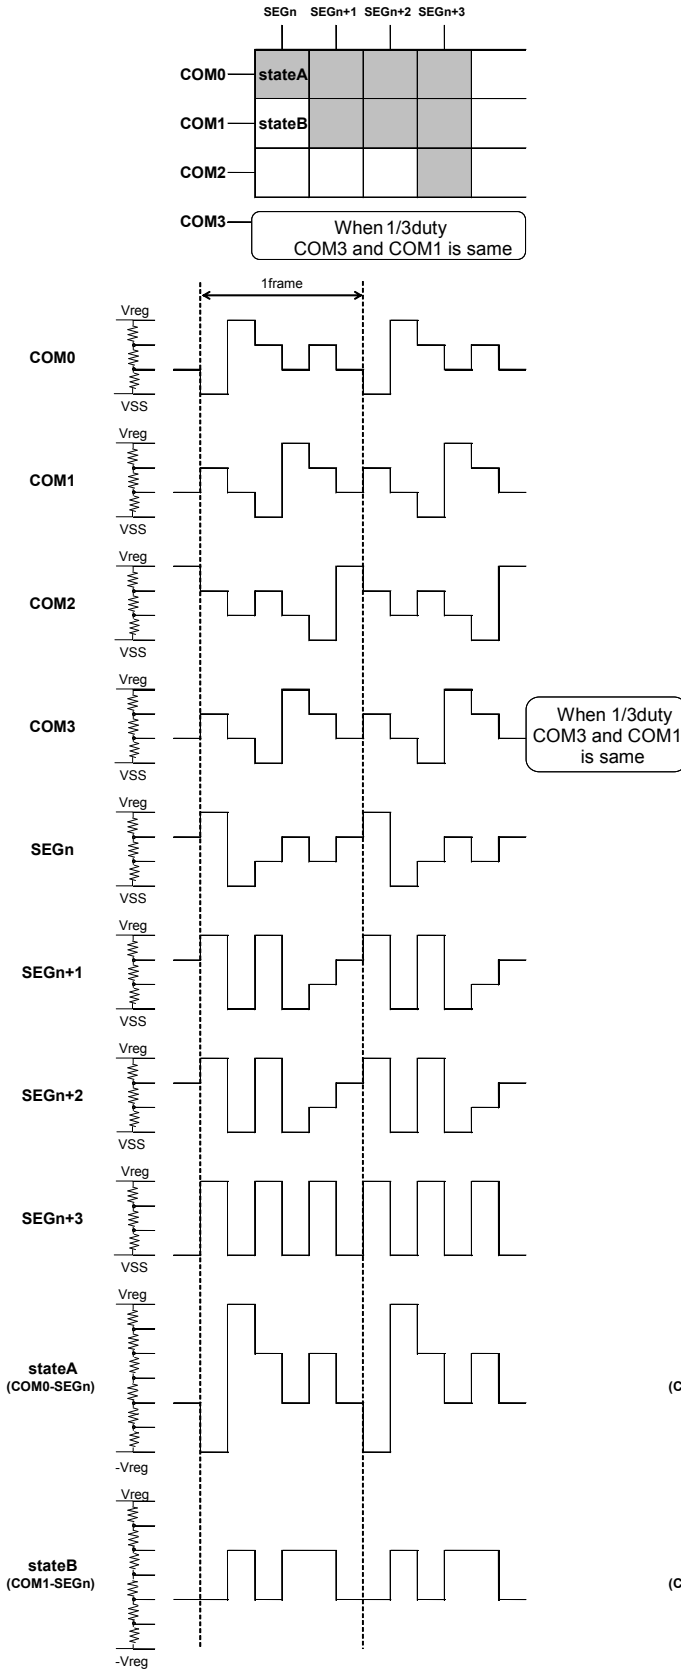 SEGn SEGn+1 SEGn+2 SEGn+3
COM0 stateA
COM1 stateB
COM2
COM3
When 1/3duty
COM3 and COM1 is same
1frame
Vreg
COM0
VSS
Vreg
COM1
VSS
Vreg
COM2
VSS
Vreg
COM3
VSS
When 1/3duty
COM3 and COM1
is same
Vreg
SEGn
VSS
Vreg
SEGn+1
VSS
Vreg
SEGn+2
VSS
Vreg
SEGn+3
VSS
Vreg
stateA
(COM0-SEGn)
(C
-Vreg
Vreg
stateB
(COM1-SEGn)
(C
-Vreg